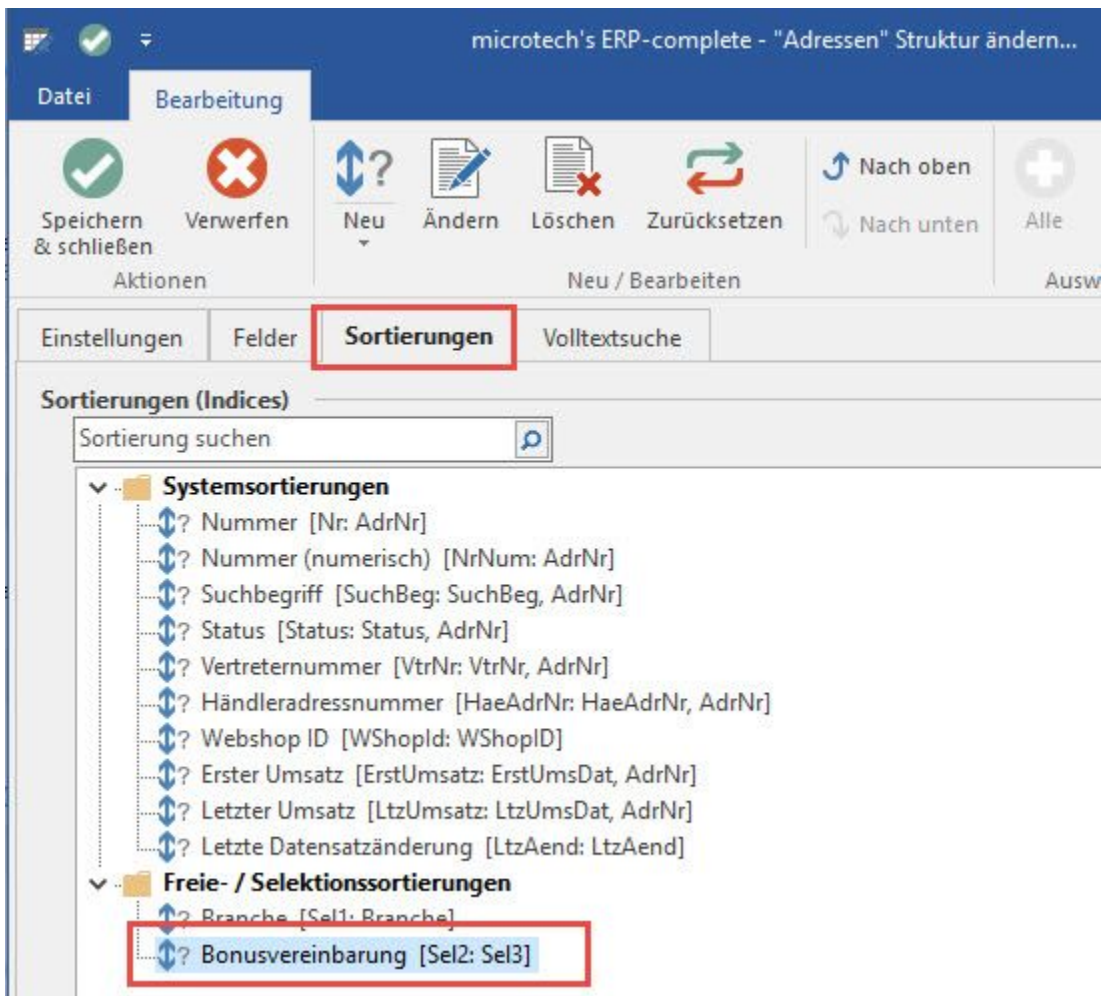 microtech's ERP-complete - "Adressen" Struktur ändern...
Datei Bearbeitung
Speichern & schließen
Verwerfen
Neu
Ändern
Löschen
Zurücksetzen
Nach oben
Nach unten
Alle
Aktionen
Neu / Bearbeiten
Ausw
Einstellungen Felder Sortierungen Volltextsuche
Sortierungen (Indices)
Sortierung suchen
Systemsortierungen
Nummer [Nr: AdrNr]
Nummer (numerisch) [NrNum: AdrNr]
Suchbegriff [SuchBeg: SuchBeg, AdrNr]
Status [Status: Status, AdrNr]
Vertreternummer [VtrNr: VtrNr, AdrNr]
Händleradressnummer [HaeAdrNr: HaeAdrNr, AdrNr]
Webshop ID [WShopId: WShopID]
Erster Umsatz [ErstUmsatz: ErstUmsDat, AdrNr]
Letzter Umsatz [LtzUmsatz: LtzUmsDat, AdrNr]
Letzte Datensatzänderung [LtzAend: LtzAend]
Freie- / Selektionssortierungen
Branche [Sel1: Branche]
Bonusvereinbarung [Sel2: Sel3]